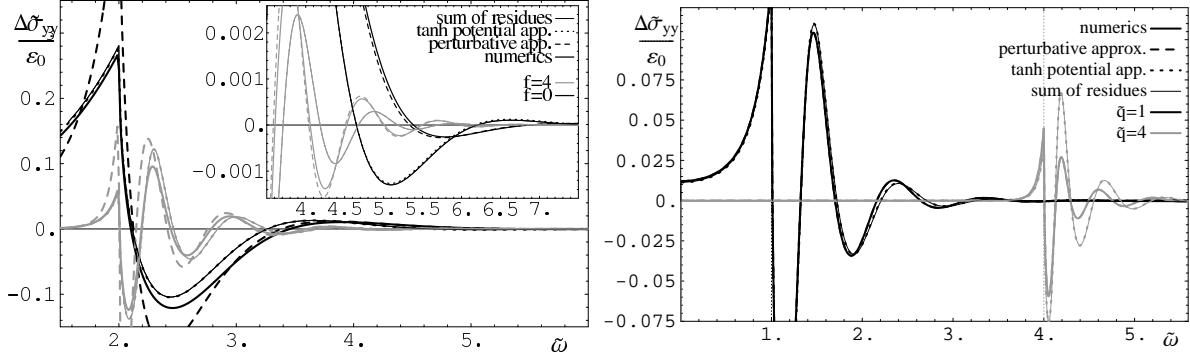 Δσ̃yy
ε0
0.2
0.1
0.
-0.1
2.
3.
4.
5.
ω̃
0.002
0.001
0.
-0.001
4.
4.5
5.
5.5
6.
6.5
7.
sum of residues
tanh potential app.
perturbative app.
numerics
f=4
f=0
Δσ̃yy
ε0
0.075
0.05
0.025
0.
-0.025
-0.05
-0.075
1.
2.
3.
4.
5.
ω̃
numerics
perturbative approx.
tanh potential app.
sum of residues
q̃=1
q̃=4